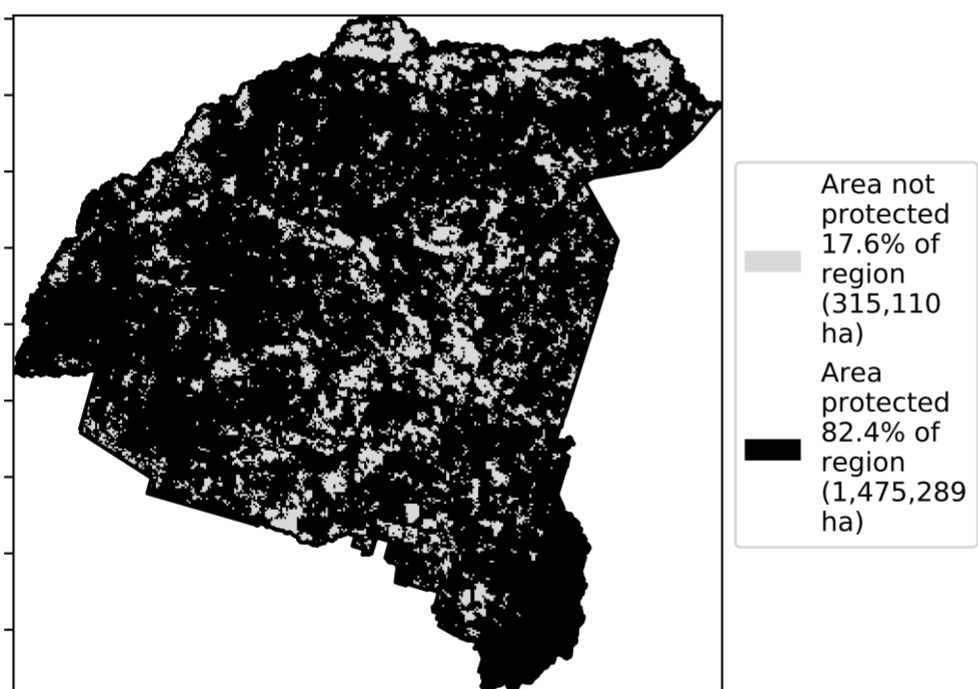 Area not
protected
17.6% of
region
(315,110
ha)
Area
protected
82.4% of
region
(1,475,289
ha)